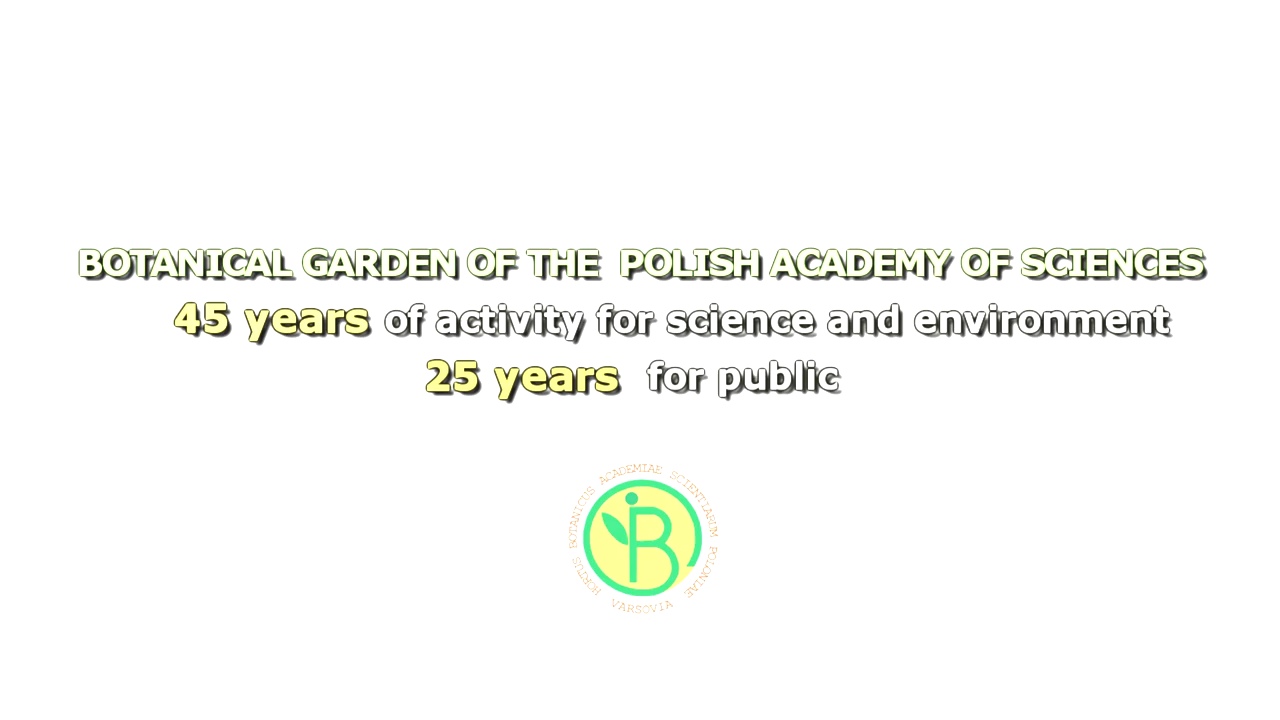 BOTANICAL GARDEN OF THE POLISH ACADEMY OF SCIENCES
45 years of activity for science and environment
25 years for public
HORTUS BOTANICUS ACADEMIAE SCIENTIARUM POLONIAE
VARSOVIA
B